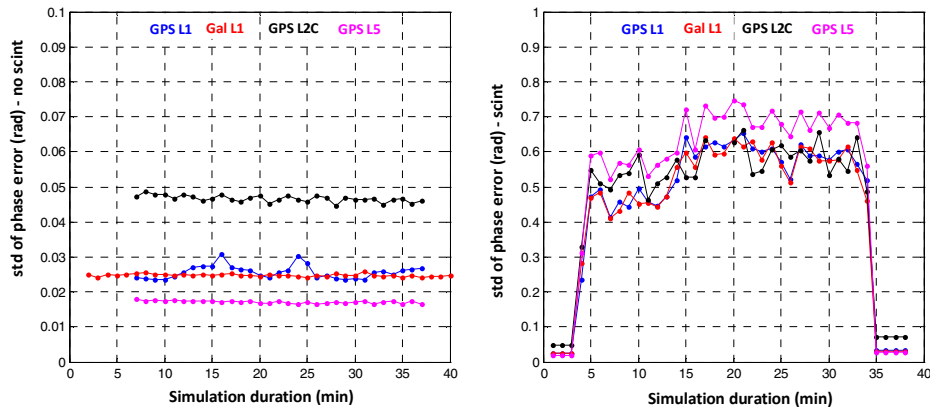 GPS L1 Gal L1 GPS L2C GPS L5
std of phase error (rad) - no scint
0.1
0.09
0.08
0.07
0.06
0.05
0.04
0.03
0.02
0.01
0
0 5 10 15 20 25 30 35 40
Simulation duration (min)
GPS L1 Gal L1 GPS L2C GPS L5
std of phase error (rad) - scint
1
0.9
0.8
0.7
0.6
0.5
0.4
0.3
0.2
0.1
0
0 5 10 15 20 25 30 35 40
Simulation duration (min)